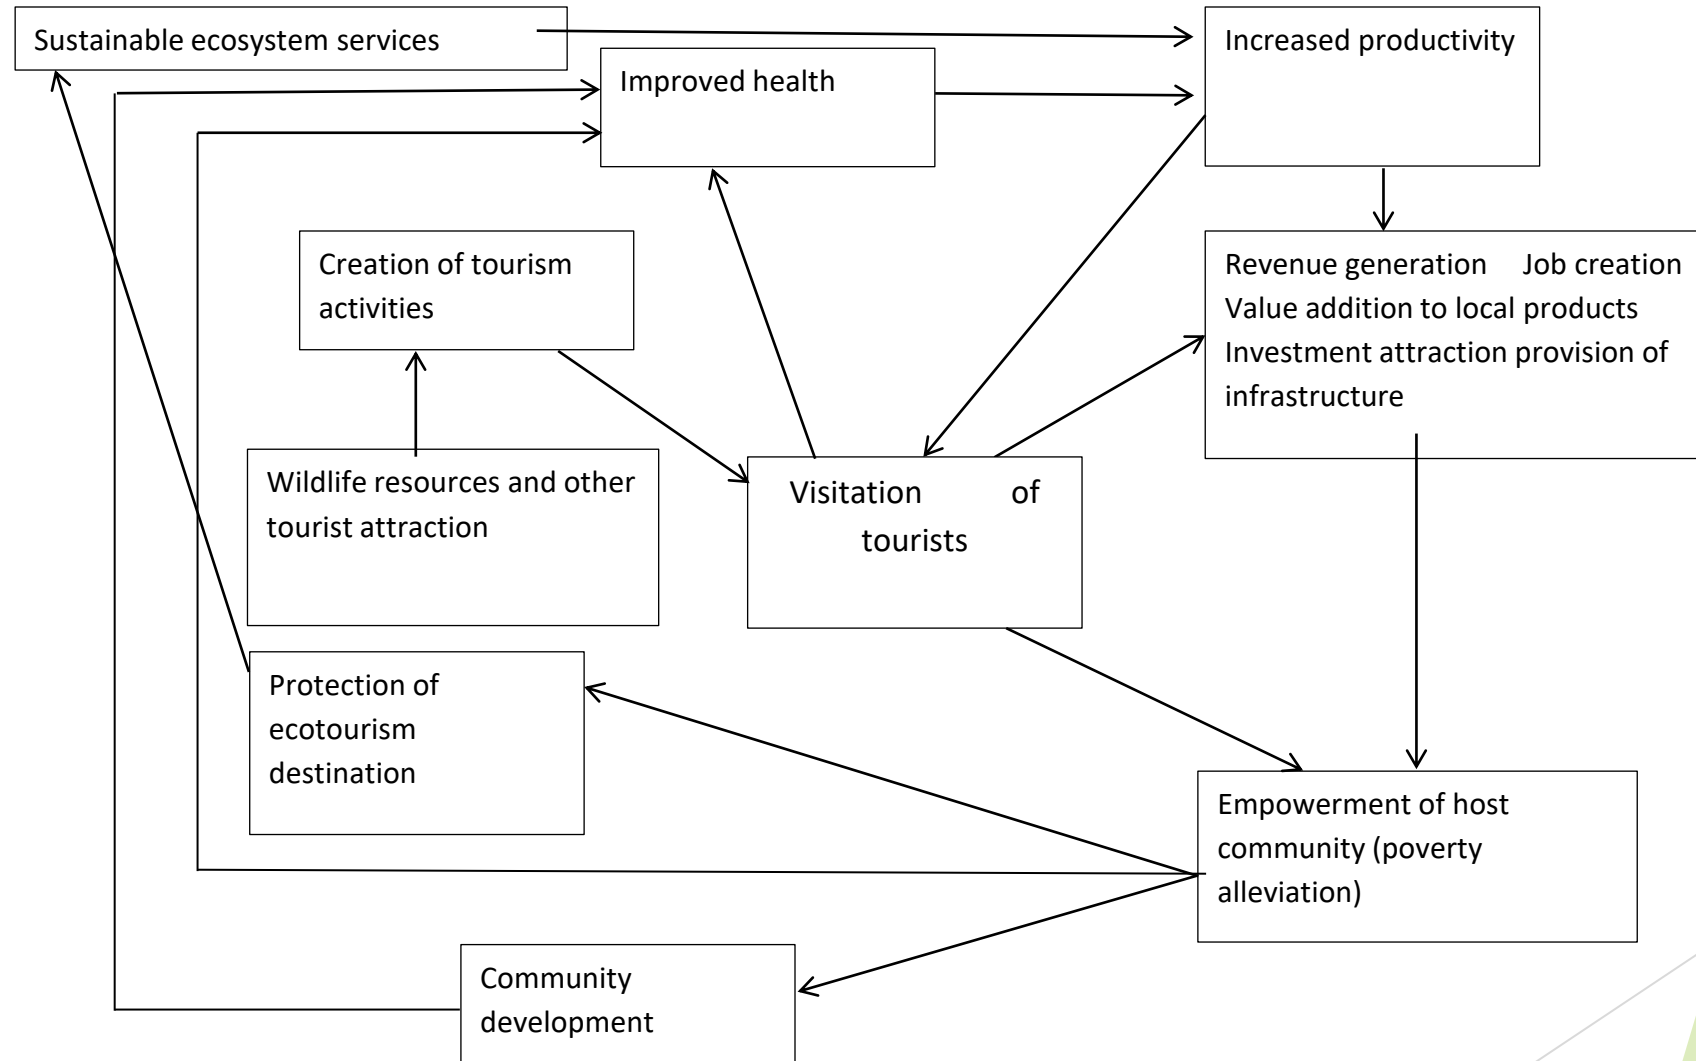 Sustainable ecosystem services
Increased productivity
Improved health
Creation of tourism
activities
Revenue generation Job creation
Value addition to local products
Investment attraction provision of
infrastructure
Wildlife resources and other
tourist attraction
Visitation of
tourists
Protection of
ecotourism
destination
Empowerment of host
community (poverty
alleviation)
Community
development